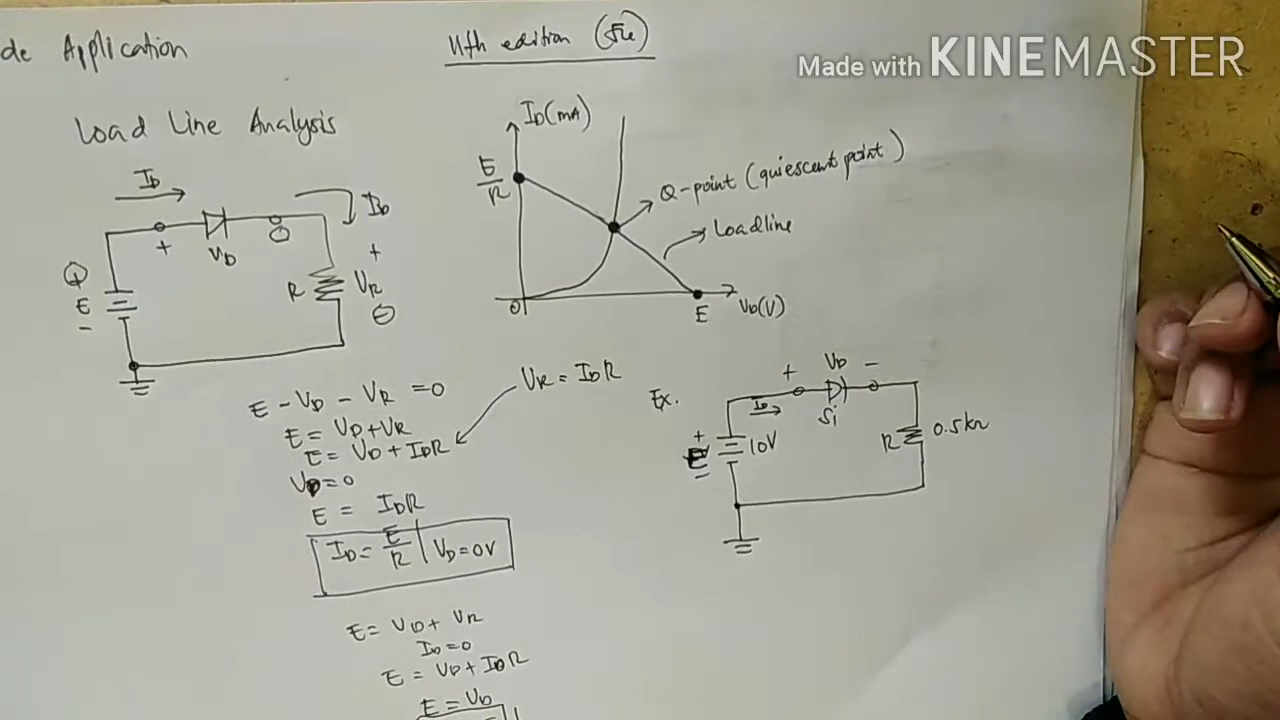 de Application
11th edition
Made with KINEMASTER
Load Line Analysis
ID
ID
+
VD
E
-
R
+
VR
-
ID(mA)
E/R
Q-point (quiescent point)
Loadline
0
E
VD(V)
E - VD - VR = 0
VR = IDR
E = VD + VR
E = VD + IDR
VD = 0
E = IDR
ID = E/R | VD = 0V
E = VD + VR
ID = 0
E = VD + IDR
E = VD
Ex.
+ VD -
ID
Si
+
E
-
10V
R
0.5kΩ